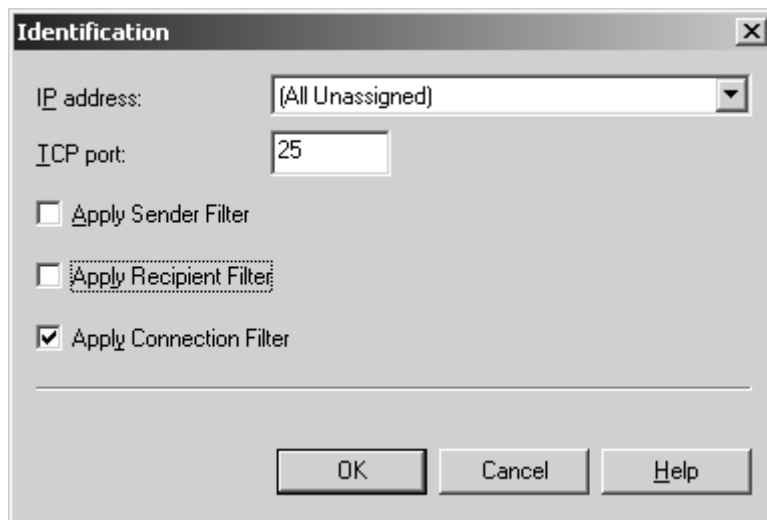 Identification
IP address:
(All Unassigned)
TCP port:
25
Apply Sender Filter
Apply Recipient Filter
Apply Connection Filter
OK
Cancel
Help